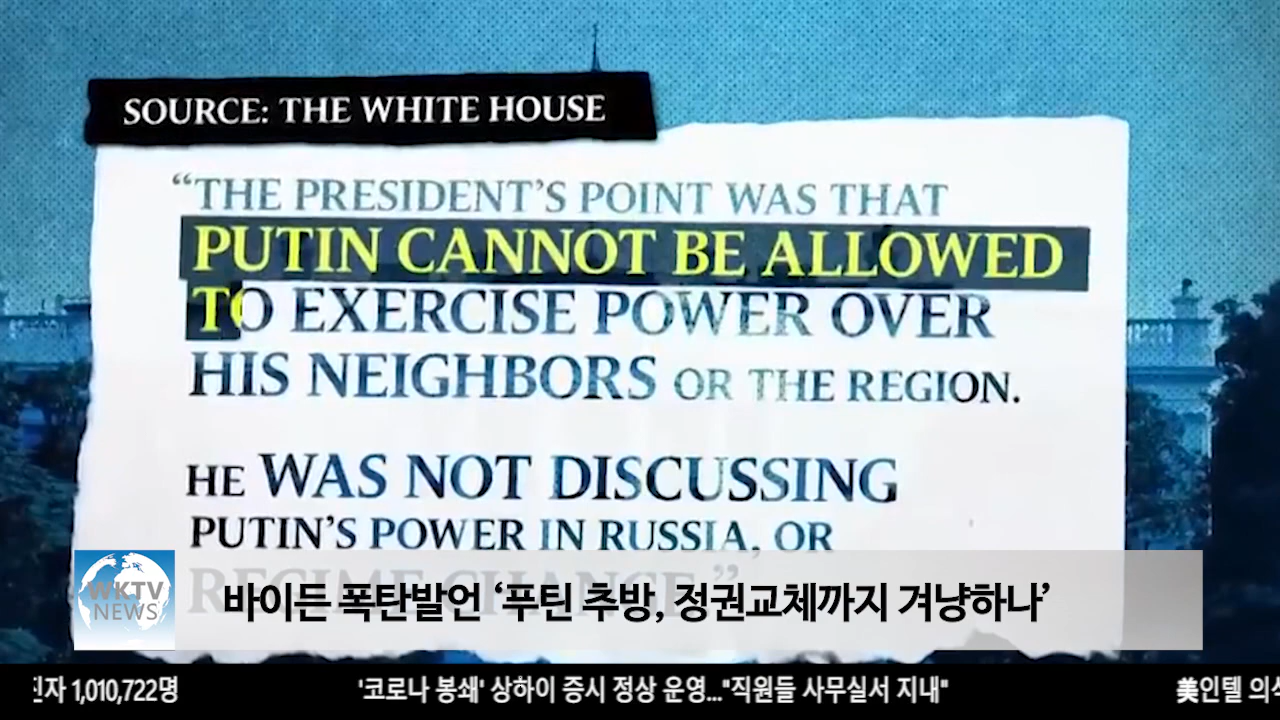 SOURCE: THE WHITE HOUSE
“THE PRESIDENT’S POINT WAS THAT
PUTIN CANNOT BE ALLOWED
TO EXERCISE POWER OVER
HIS NEIGHBORS OR THE REGION.
HE WAS NOT DISCUSSING
PUTIN’S POWER IN RUSSIA, OR
REGIME CHANGE.”
WKTV
NEWS
바이든 폭탄발언 ‘푸틴 추방, 정권교체까지 겨냥하나’
진자 1,010,722명 '코로나 봉쇄' 상하이 증시 정상 운영..."직원들 사무실서 지내" 美인텔 의